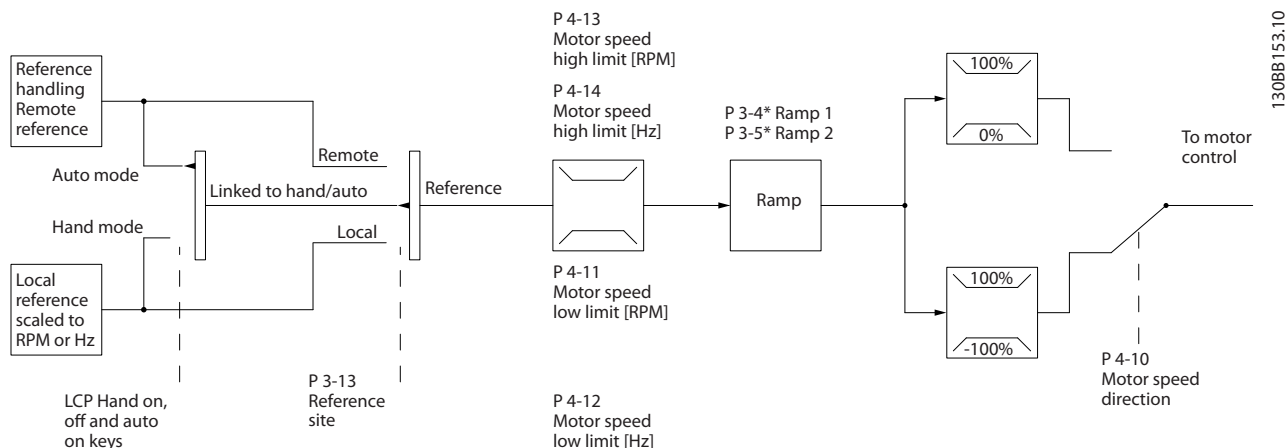 130BB153.10
Reference
handling
Remote
reference
Auto mode
Hand mode
Local
reference
scaled to
RPM or Hz
LCP Hand on,
off and auto
on keys
Linked to hand/auto
Remote
Local
P 3-13
Reference
site
Reference
P 4-13
Motor speed
high limit [RPM]
P 4-14
Motor speed
high limit [Hz]
P 4-11
Motor speed
low limit [RPM]
P 4-12
Motor speed
low limit [Hz]
P 3-4* Ramp 1
P 3-5* Ramp 2
Ramp
100%
0%
100%
-100%
To motor
control
P 4-10
Motor speed
direction